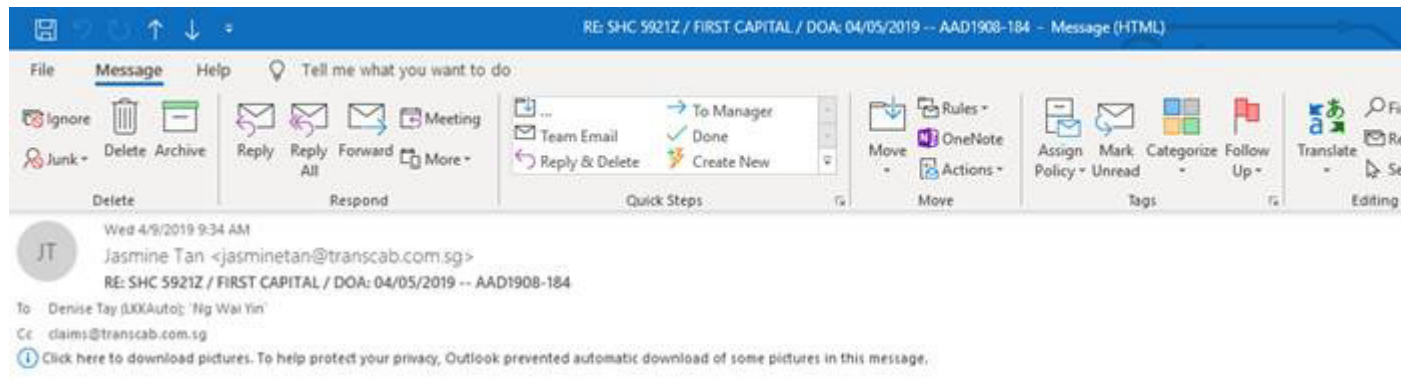 RE: SHC 5921Z / FIRST CAPITAL / DOA: 04/05/2019 -- AAD1908-184 - Message (HTML)
File Message Help Tell me what you want to do
Ignore Delete Archive Reply Reply All Forward Meeting ... To Manager Move Rules OneNote Assign Policy Mark Unread Categorize Follow Up Translate
Junk More Team Email Done Actions
Reply & Delete Create New
Delete Respond Quick Steps Move Tags Editing
Wed 4/9/2019 9:34 AM
JT
Jasmine Tan <jasminetan@transcab.com.sg>
RE: SHC 5921Z / FIRST CAPITAL / DOA: 04/05/2019 -- AAD1908-184
To Denise Tay (LKKAuto); 'Ng Wai Yin'
Cc claims@transcab.com.sg
Click here to download pictures. To help protect your privacy, Outlook prevented automatic download of some pictures in this message.